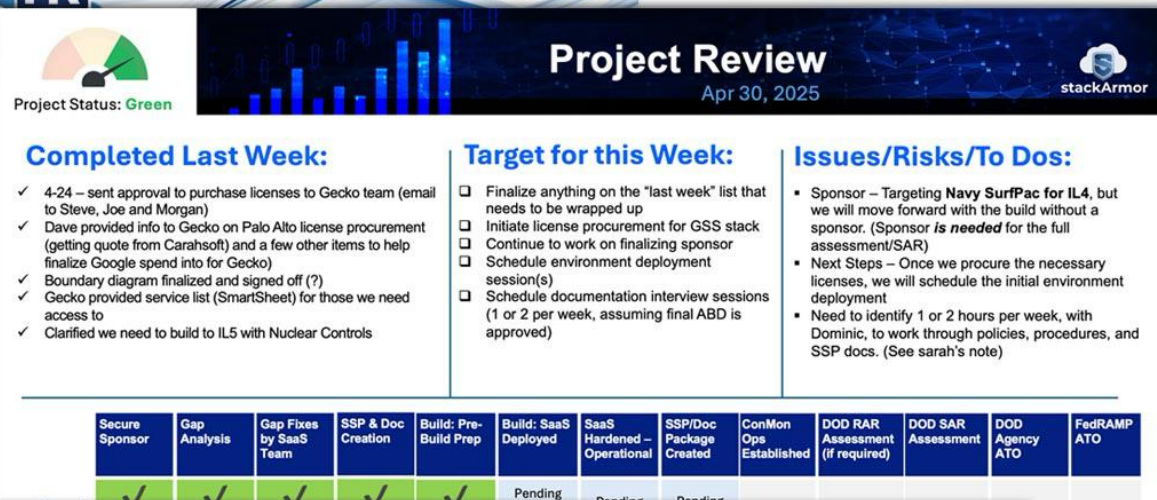 Project Status: Green
Project Review
Apr 30, 2025
stackArmor
Completed Last Week:
✓ 4-24 – sent approval to purchase licenses to Gecko team (email
to Steve, Joe and Morgan)
✓ Dave provided info to Gecko on Palo Alto license procurement
(getting quote from Carahsoft) and a few other items to help
finalize Google spend into for Gecko)
✓ Boundary diagram finalized and signed off (?)
✓ Gecko provided service list (SmartSheet) for those we need
access to
✓ Clarified we need to build to IL5 with Nuclear Controls
Target for this Week:
❑ Finalize anything on the “last week” list that
needs to be wrapped up
❑ Initiate license procurement for GSS stack
❑ Continue to work on finalizing sponsor
❑ Schedule environment deployment
session(s)
❑ Schedule documentation interview sessions
(1 or 2 per week, assuming final ABD is
approved)
Issues/Risks/To Dos:
▪ Sponsor – Targeting Navy SurfPac for IL4, but
we will move forward with the build without a
sponsor. (Sponsor is needed for the full
assessment/SAR)
▪ Next Steps – Once we procure the necessary
licenses, we will schedule the initial environment
deployment
▪ Need to identify 1 or 2 hours per week, with
Dominic, to work through policies, procedures, and
SSP docs. (See sarah's note)
Secure
Sponsor
Gap
Analysis
Gap Fixes
by SaaS
Team
SSP & Doc
Creation
Build: Pre-
Build Prep
Build: SaaS
Deployed
SaaS
Hardened –
Operational
SSP/Doc
Package
Created
ConMon
Ops
Established
DOD RAR
Assessment
(if required)
DOD SAR
Assessment
DOD
Agency
ATO
FedRAMP
ATO
Pending
Pending
Pending